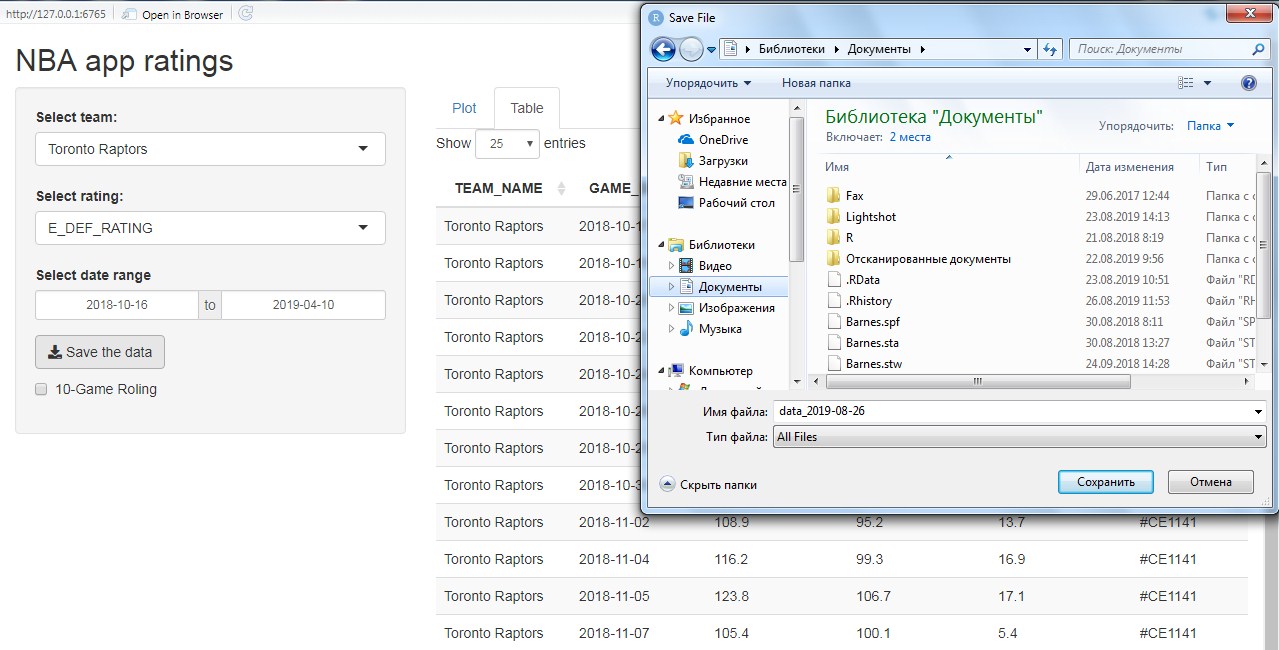 http://127.0.0.1:6765 Open in Browser
NBA app ratings
Select team:
Toronto Raptors
Select rating:
E_DEF_RATING
Select date range
2018-10-16 to 2019-04-10
Save the data
10-Game Roling
Plot Table
Show 25 entries
TEAM_NAME GAME_
Toronto Raptors 2018-10-1
Toronto Raptors 2018-10-1
Toronto Raptors 2018-10-2
Toronto Raptors 2018-10-2
Toronto Raptors 2018-10-2
Toronto Raptors 2018-10-2
Toronto Raptors 2018-10-2
Toronto Raptors 2018-10-3
Toronto Raptors 2018-11-02 108.9 95.2 13.7 #CE1141
Toronto Raptors 2018-11-04 116.2 99.3 16.9 #CE1141
Toronto Raptors 2018-11-05 123.8 106.7 17.1 #CE1141
Toronto Raptors 2018-11-07 105.4 100.1 5.4 #CE1141
Save File
Библиотеки Документы
Поиск: Документы
Упорядочить Новая папка
Избранное
OneDrive
Загрузки
Недавние места
Рабочий стол
Библиотеки
Видео
Документы
Изображения
Музыка
Компьютер
Библиотека "Документы"
Включает: 2 места
Упорядочить: Папка
Имя Дата изменения Тип
Fax 29.06.2017 12:44 Папка с
Lightshot 23.08.2019 14:13 Папка с
R 21.08.2018 8:19 Папка с
Отсканированные документы 22.08.2019 9:56 Папка с
.RData 23.08.2019 10:51 Файл "RD
.Rhistory 26.08.2019 11:53 Файл "RH
Barnes.spf 30.08.2018 8:11 Файл "SP
Barnes.sta 30.08.2018 13:27 Файл "ST
Barnes.stw 24.09.2018 14:28 Файл "ST
Имя файла: data_2019-08-26
Тип файла: All Files
Скрыть папки
Сохранить Отмена